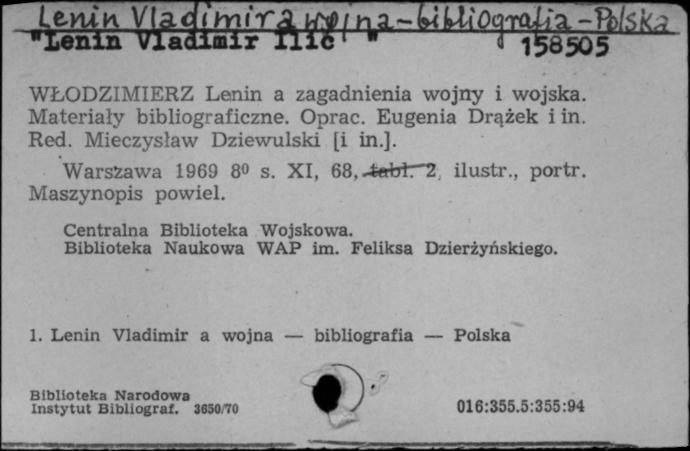 Lenin Vladimir a wojna - bibliografia - Polska
"Lenin Vladimir Ilič "
158505
WŁODZIMIERZ Lenin a zagadnienia wojny i wojska.
Materiały bibliograficzne. Oprac. Eugenia Drążek i in.
Red. Mieczysław Dziewulski [i in.].
Warszawa 1969 8⁰ s. XI, 68, tabl. 2, ilustr., portr.
Maszynopis powiel.
Centralna Biblioteka Wojskowa.
Biblioteka Naukowa WAP im. Feliksa Dzierżyńskiego.
1. Lenin Vladimir a wojna — bibliografia — Polska
Biblioteka Narodowa
Instytut Bibliograf. 3650/70
016:355.5:355:94